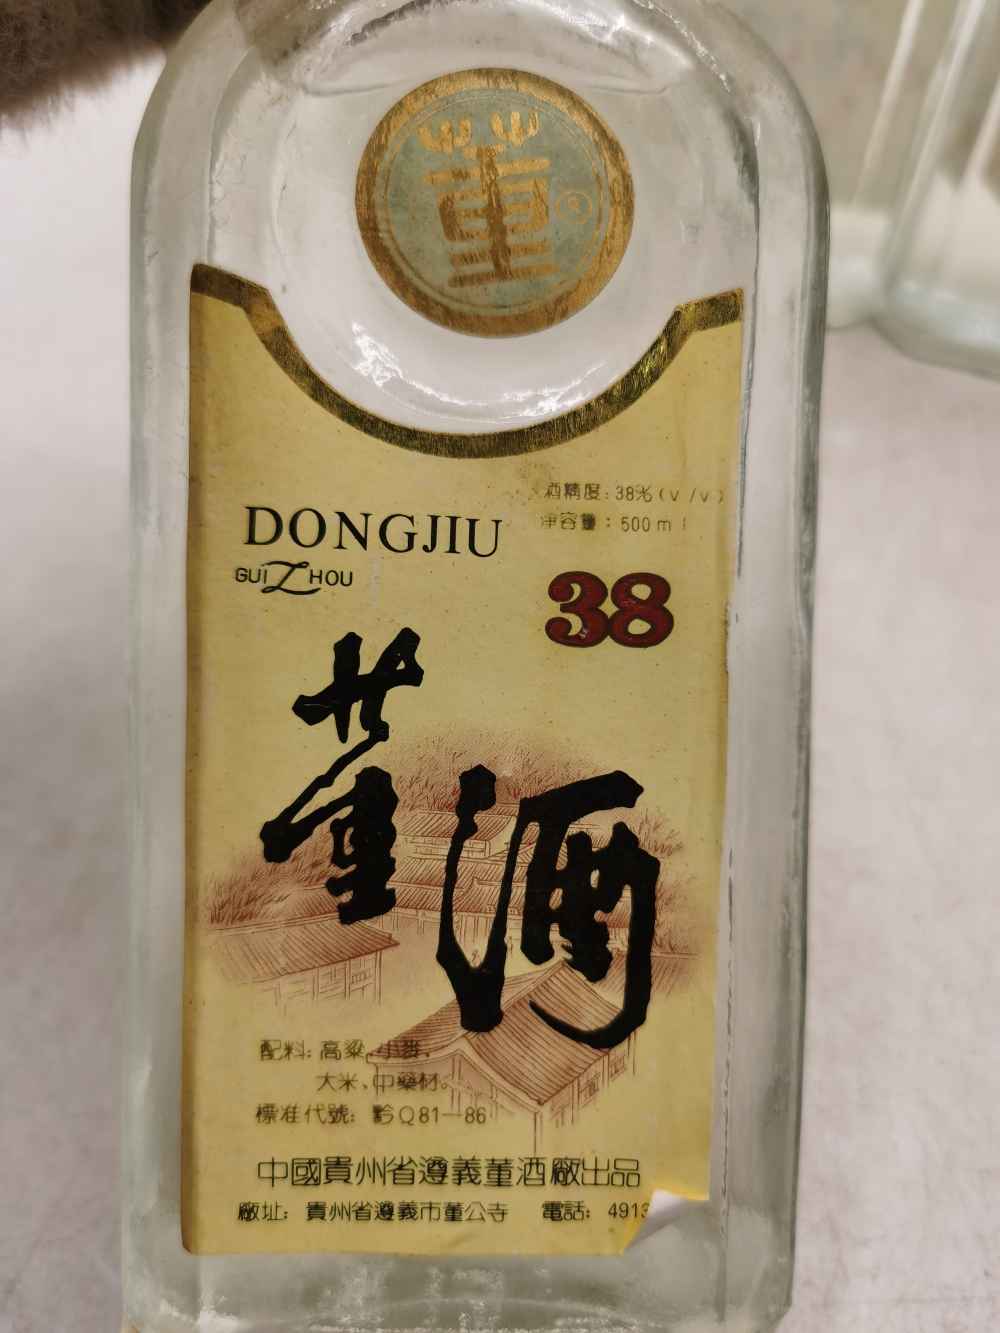 董
R
酒精度：38%（v/v）
净容量：500ml
DONGJIU
GUIZHOU
38
董酒
配料：高粱、小麥、
大米、中藥材。
標准代號：黔Q81—86
中國貴州省遵義董酒廠出品
廠址：貴州省遵義市董公寺 電話：4913